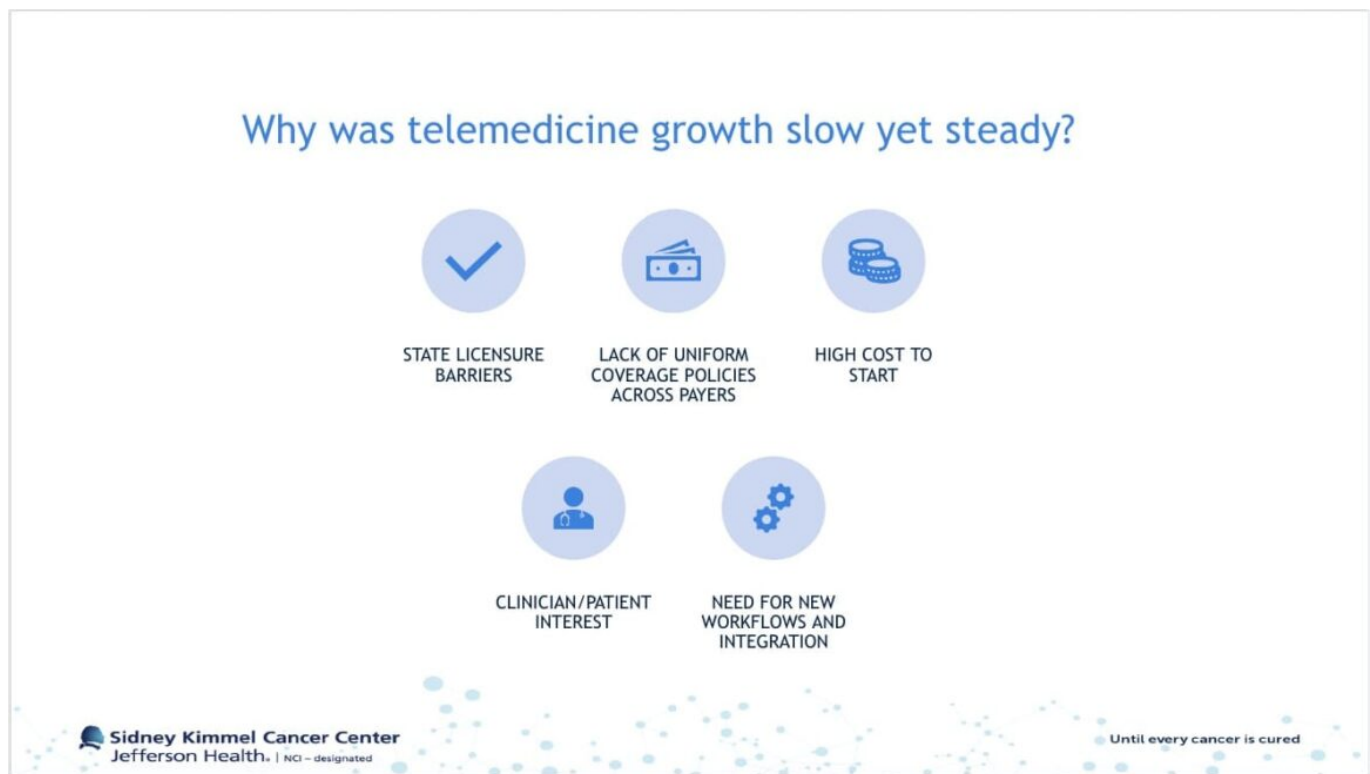 Why was telemedicine growth slow yet steady?
STATE LICENSURE
BARRIERS
LACK OF UNIFORM
COVERAGE POLICIES
ACROSS PAYERS
HIGH COST TO
START
CLINICIAN/PATIENT
INTEREST
NEED FOR NEW
WORKFLOWS AND
INTEGRATION
Sidney Kimmel Cancer Center
Jefferson Health. | NCI – designated
Until every cancer is cured